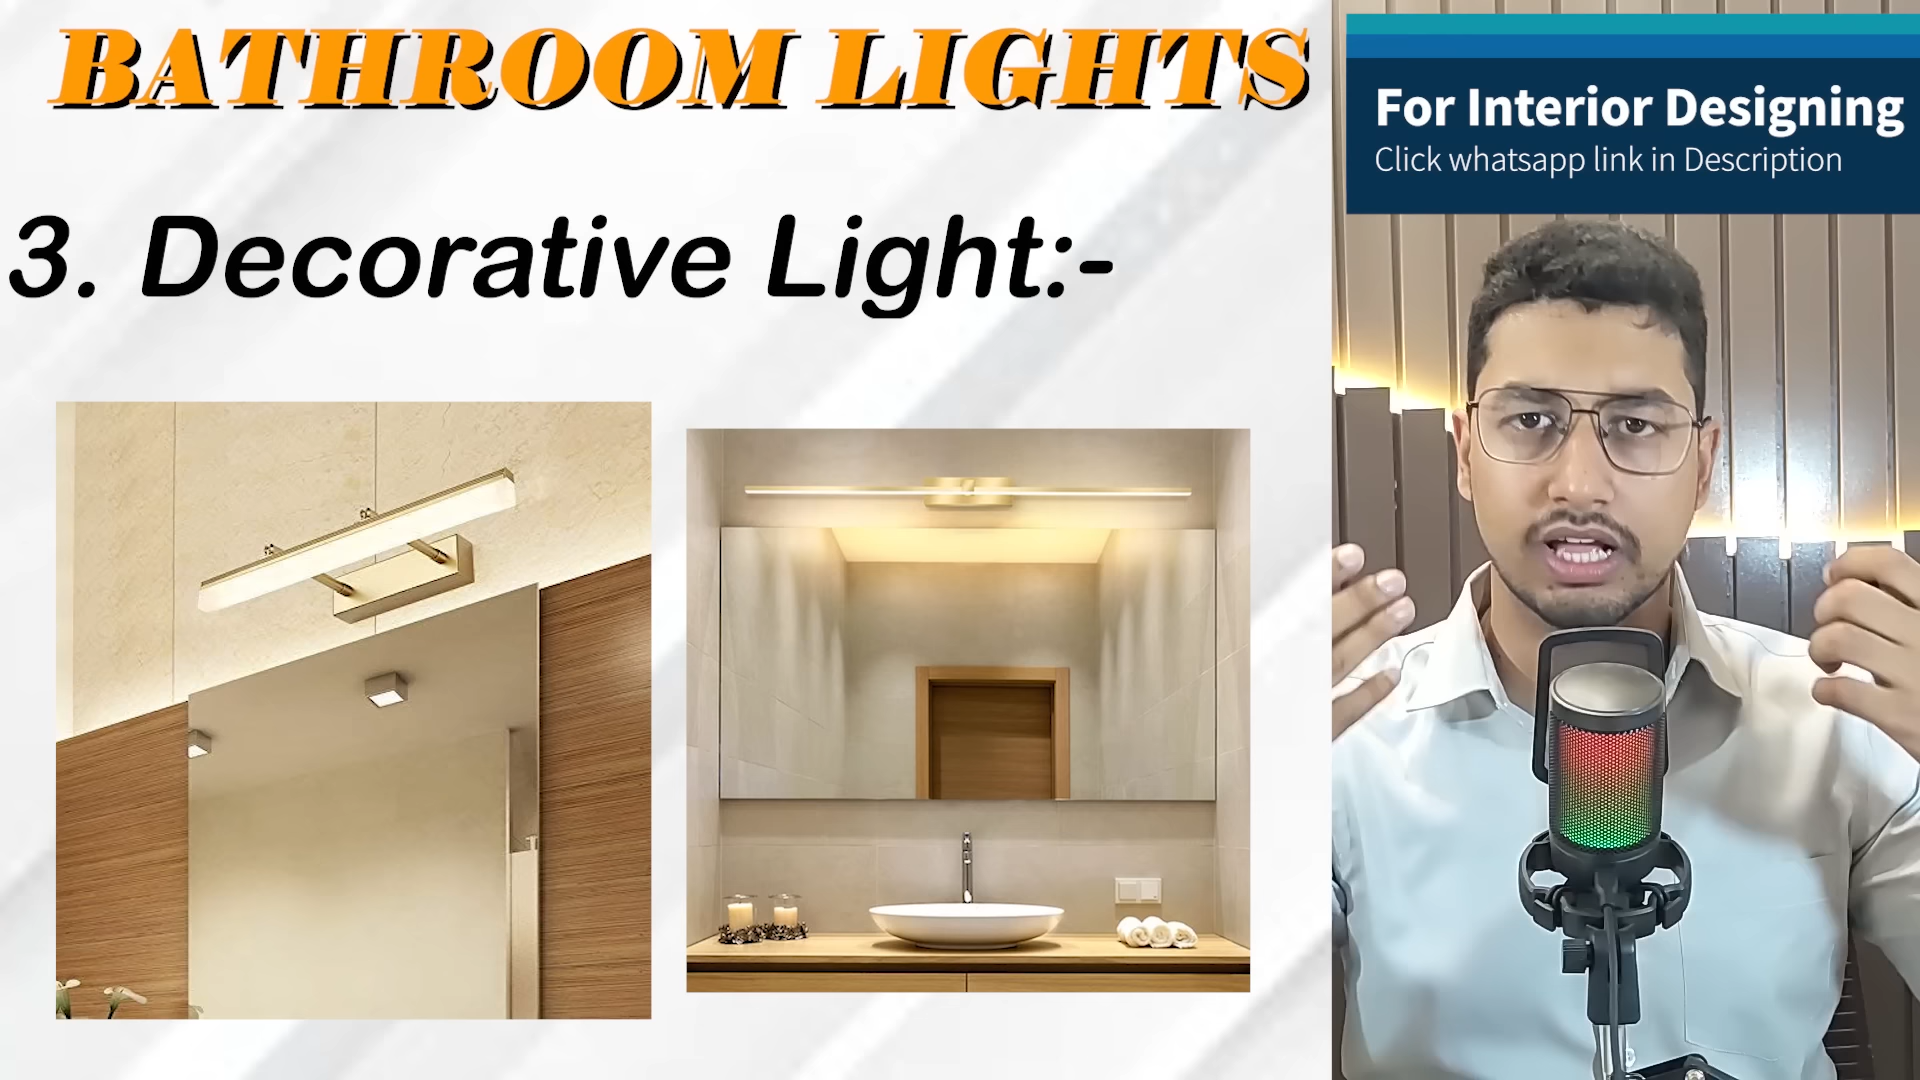 BATHROOM LIGHTS
3. Decorative Light:-
For Interior Designing
Click whatsapp link in Description